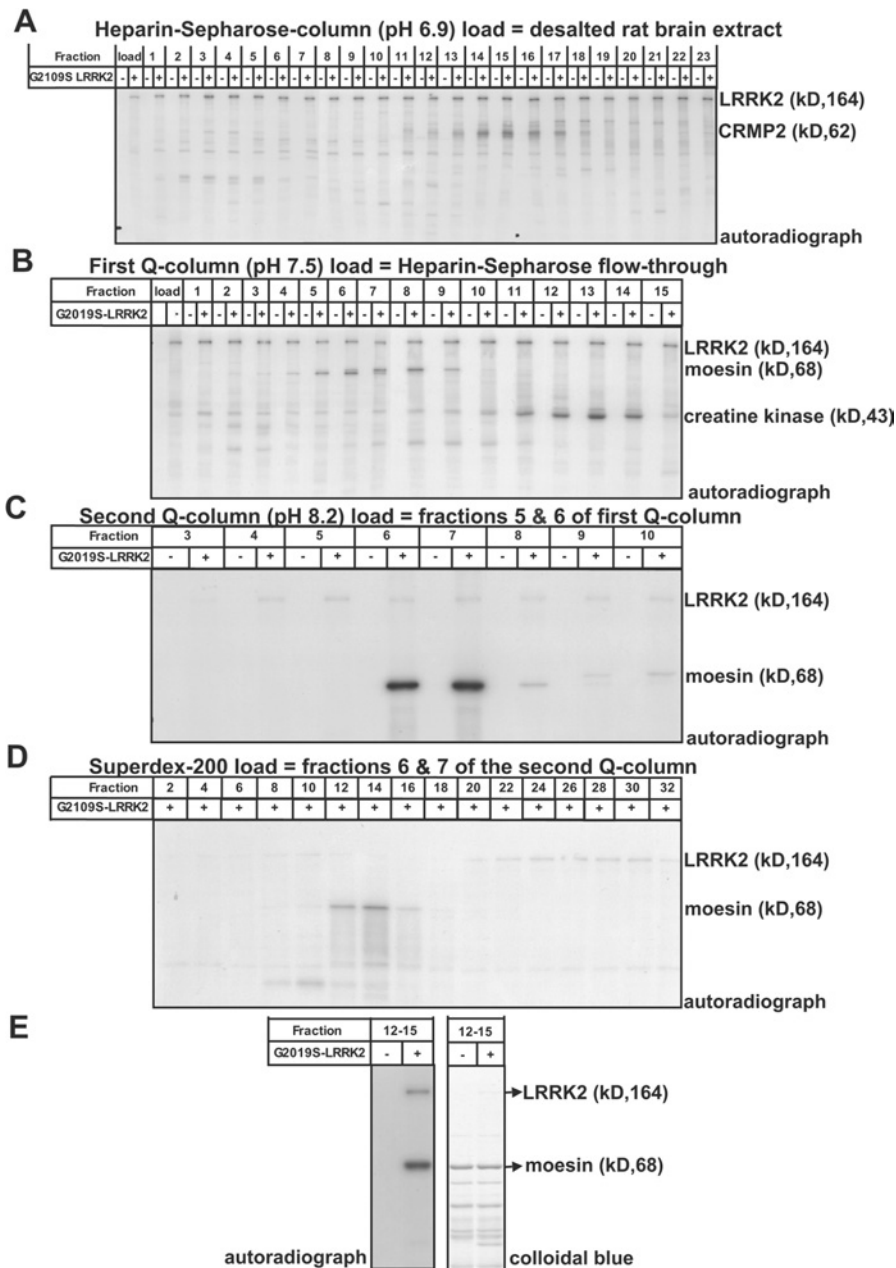 A
Heparin-Sepharose-column (pH 6.9) load = desalted rat brain extract
Fraction load 1 2 3 4 5 6 7 8 9 10 11 12 13 14 15 16 17 18 19 20 21 22 23
G2109S LRRK2 - + - + - + - + - + - + - + - + - + - + - + - + - + - + - + - + - + - + - + - + - + - + - + - +
LRRK2 (kD,164)
CRMP2 (kD,62)
autoradiograph
B
First Q-column (pH 7.5) load = Heparin-Sepharose flow-through
Fraction load 1 2 3 4 5 6 7 8 9 10 11 12 13 14 15
G2019S-LRRK2 - - + - + - + - + - + - + - + - + - + - + - + - + - + - + - +
LRRK2 (kD,164)
moesin (kD,68)
creatine kinase (kD,43)
autoradiograph
C
Second Q-column (pH 8.2) load = fractions 5 & 6 of first Q-column
Fraction 3 4 5 6 7 8 9 10
G2019S-LRRK2 - + - + - + - + - + - + - + - +
LRRK2 (kD,164)
moesin (kD,68)
autoradiograph
D
Superdex-200 load = fractions 6 & 7 of the second Q-column
Fraction 2 4 6 8 10 12 14 16 18 20 22 24 26 28 30 32
G2109S-LRRK2 + + + + + + + + + + + + + + + +
LRRK2 (kD,164)
moesin (kD,68)
autoradiograph
E
Fraction 12-15 12-15
G2019S-LRRK2 - + - +
LRRK2 (kD,164)
moesin (kD,68)
autoradiograph colloidal blue